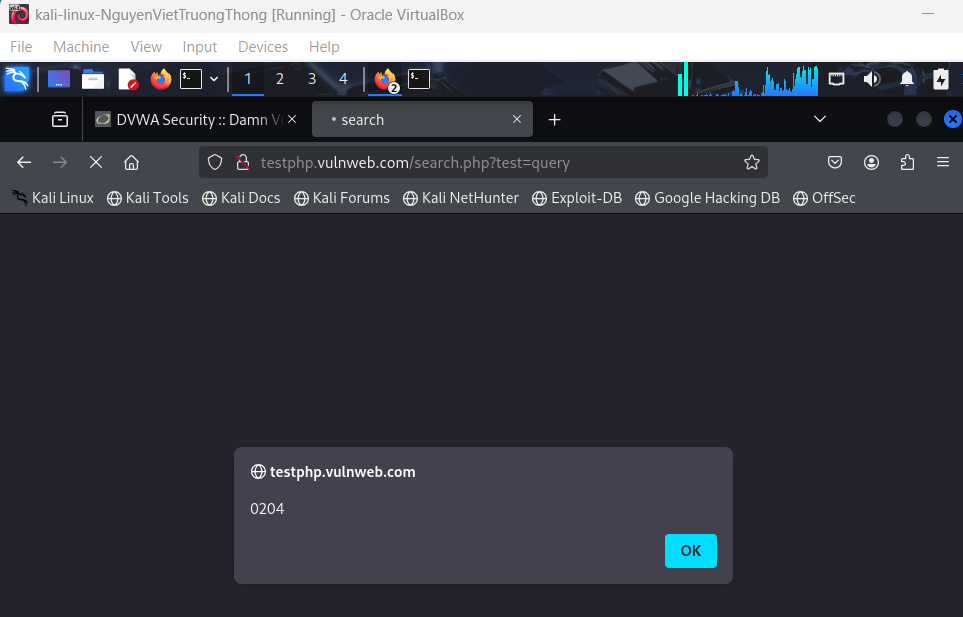 kali-linux-NguyenVietTruongThong [Running] - Oracle VirtualBox
File Machine View Input Devices Help
1 2 3 4 2
DVWA Security :: Damn Vu search
testphp.vulnweb.com/search.php?test=query
Kali Linux Kali Tools Kali Docs Kali Forums Kali NetHunter Exploit-DB Google Hacking DB OffSec
testphp.vulnweb.com
0204
OK